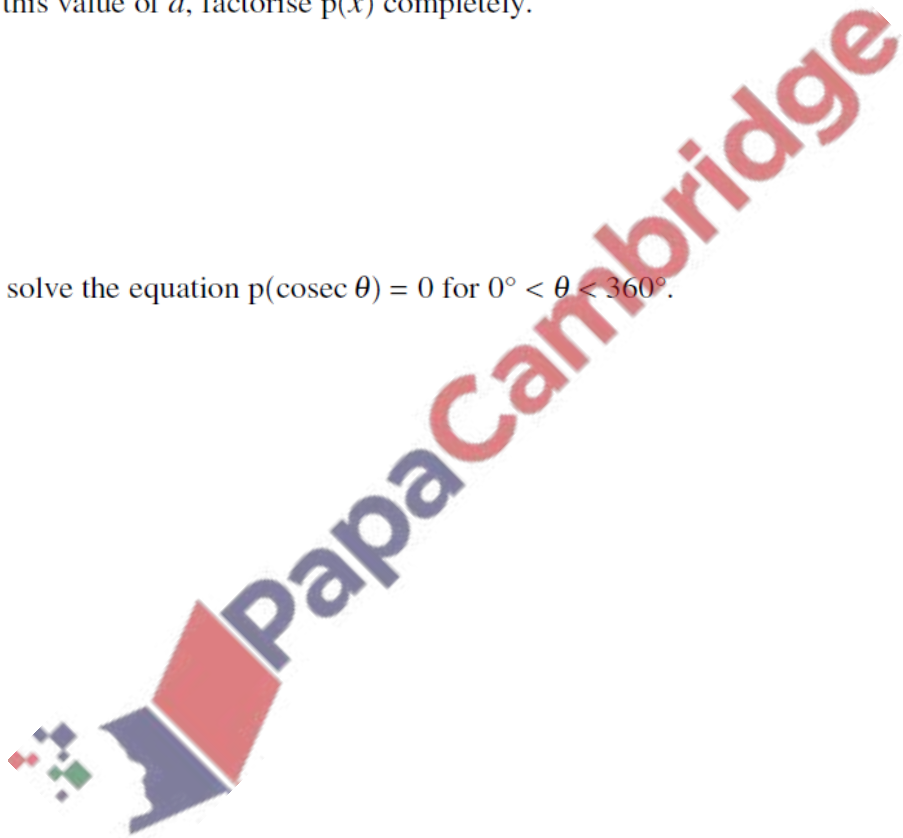 this value of a, factorise p(x) completely.
solve the equation p(cosec θ) = 0 for 0° < θ < 360°.
PapaCambridge